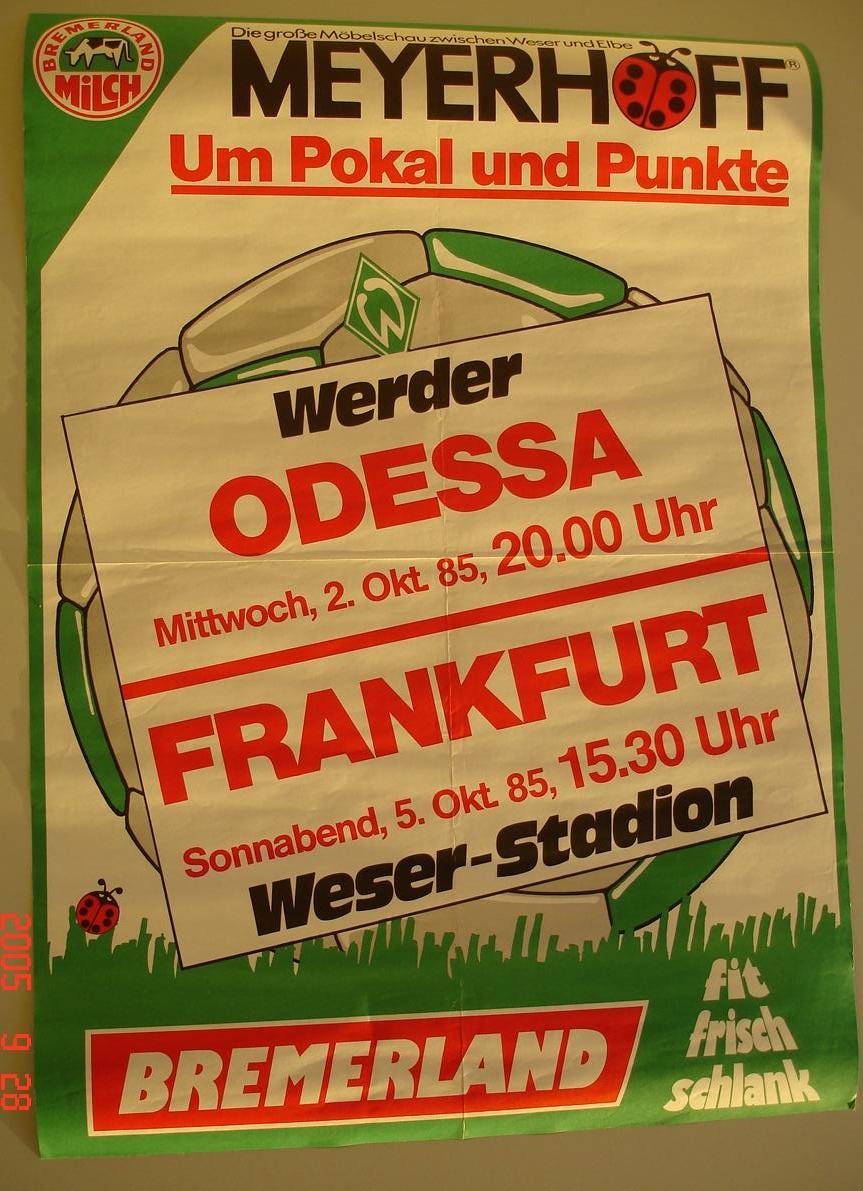 BREMERLAND
MILCH
Die große Möbelschau zwischen Weser und Elbe
MEYERHOFF®
Um Pokal und Punkte
W
Werder
ODESSA
Mittwoch, 2. Okt. 85, 20.00 Uhr
FRANKFURT
Sonnabend, 5. Okt. 85, 15.30 Uhr
Weser-Stadion
fit
frisch
schlank
BREMERLAND
2005 9 28